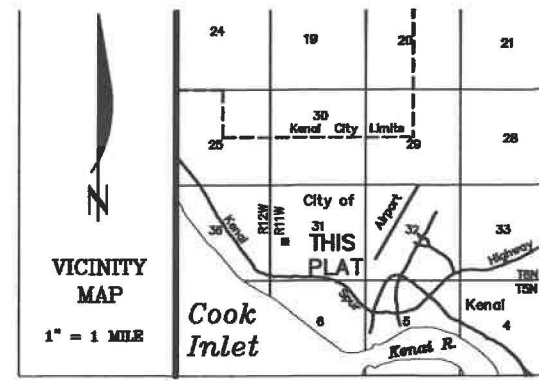 24 19 20 21
30
Kenai City Limits
25 29 28
City of
Airport
R12W R11W
36 31 32 33
Kenai
THIS
PLAT
Highway
T6N
T5N
Spur
Kenai
6 5 4
Cook
Inlet
Kenai R.
N
VICINITY
MAP
1" = 1 MILE